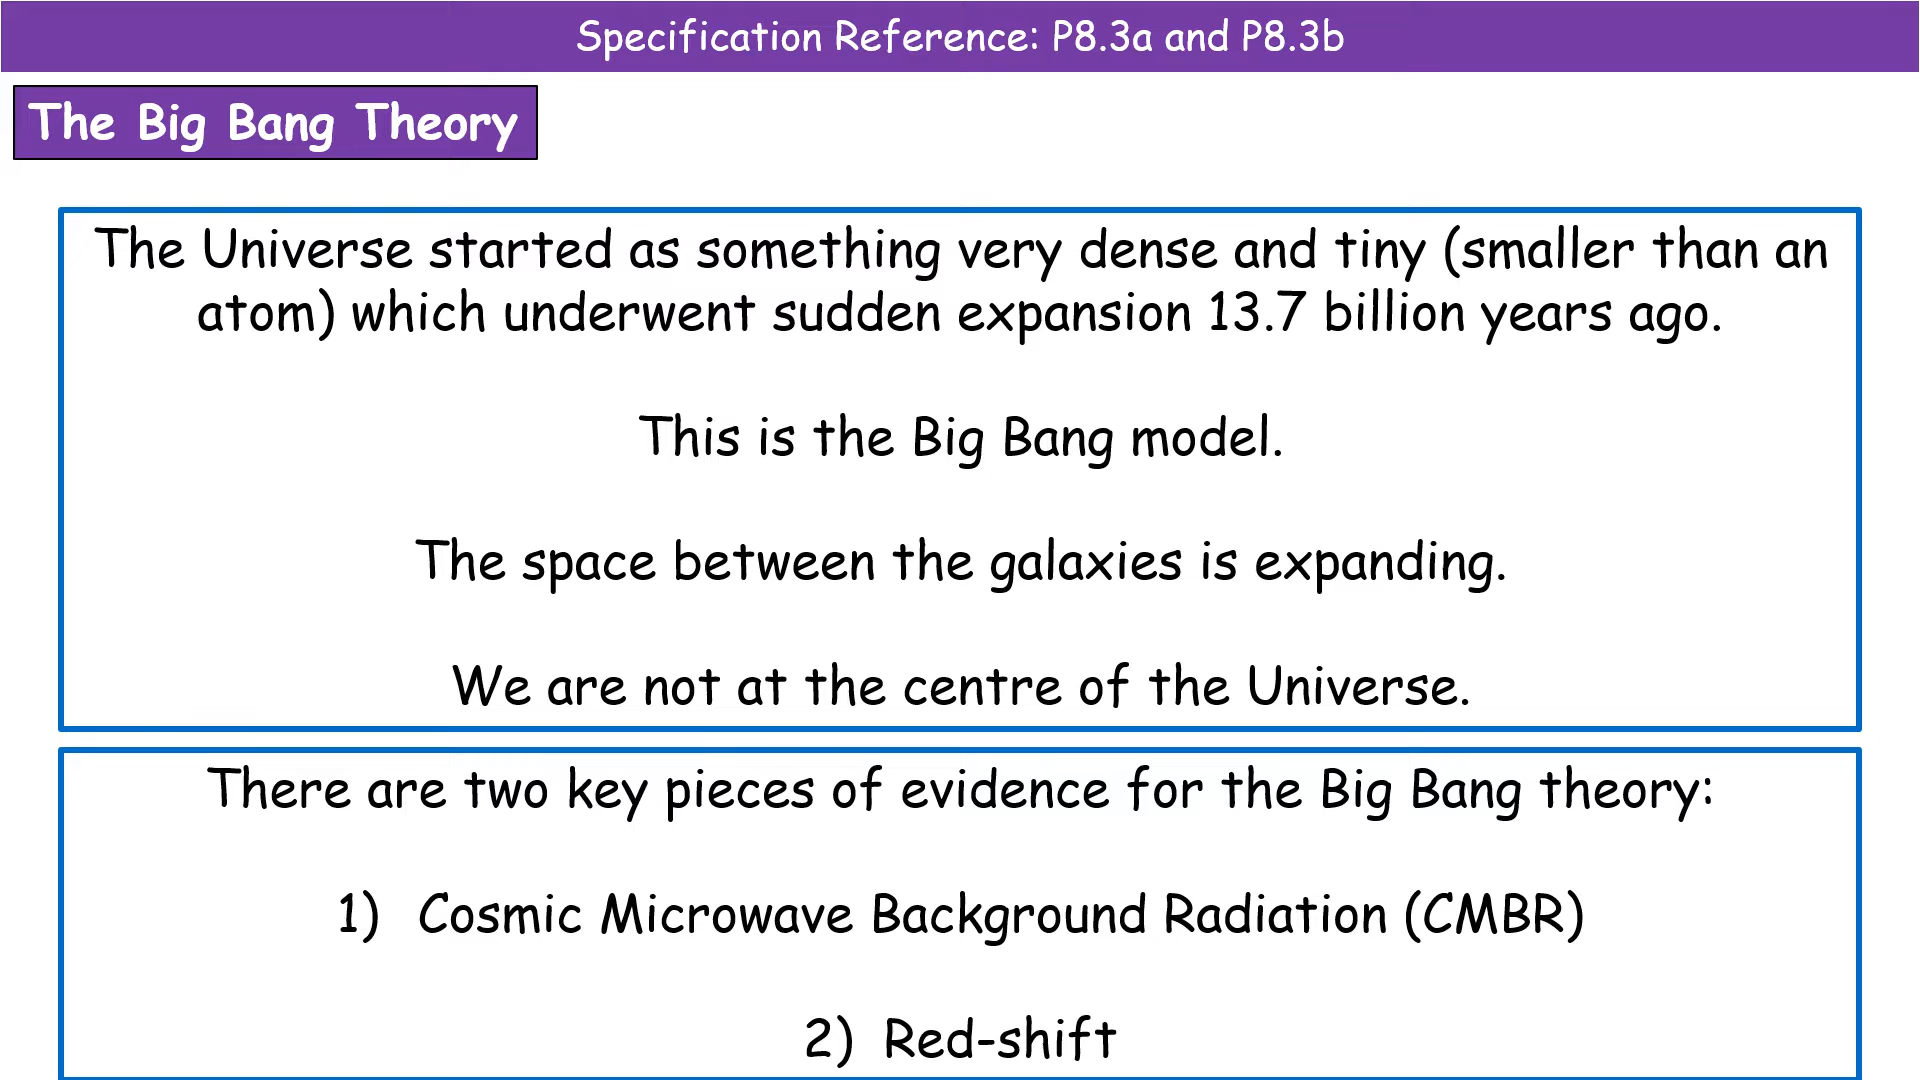 Specification Reference: P8.3a and P8.3b
The Big Bang Theory
The Universe started as something very dense and tiny (smaller than an
atom) which underwent sudden expansion 13.7 billion years ago.
This is the Big Bang model.
The space between the galaxies is expanding.
We are not at the centre of the Universe.
There are two key pieces of evidence for the Big Bang theory:
1) Cosmic Microwave Background Radiation (CMBR)
2) Red-shift